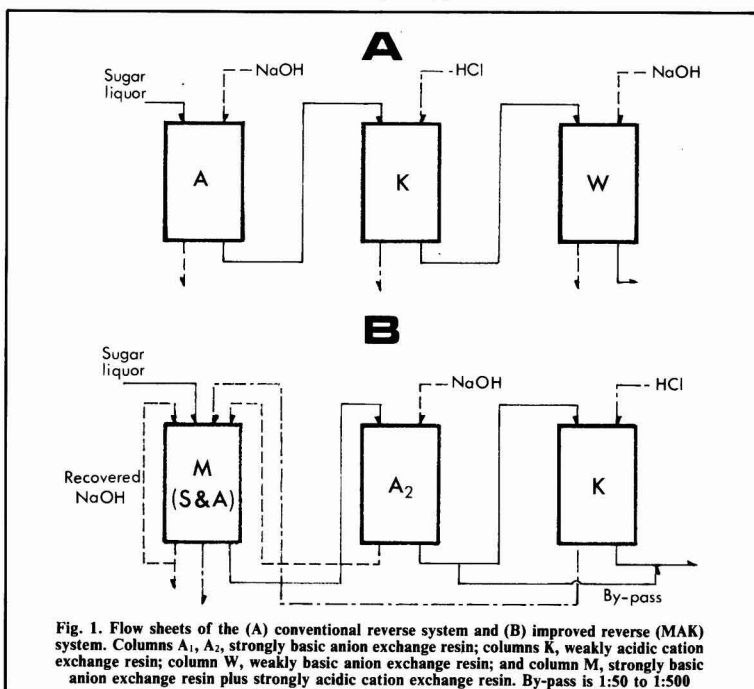 A
Sugar
liquor
NaOH
-HCl
NaOH
A
K
W
B
Sugar
liquor
NaOH
-HCl
Recovered
NaOH
M
(S&A)
A₂
K
By-pass
Fig. 1. Flow sheets of the (A) conventional reverse system and (B) improved reverse (MAK)
system. Columns A₁, A₂, strongly basic anion exchange resin; columns K, weakly acidic cation
exchange resin; column W, weakly basic anion exchange resin; and column M, strongly basic
anion exchange resin plus strongly acidic cation exchange resin. By-pass is 1:50 to 1:500